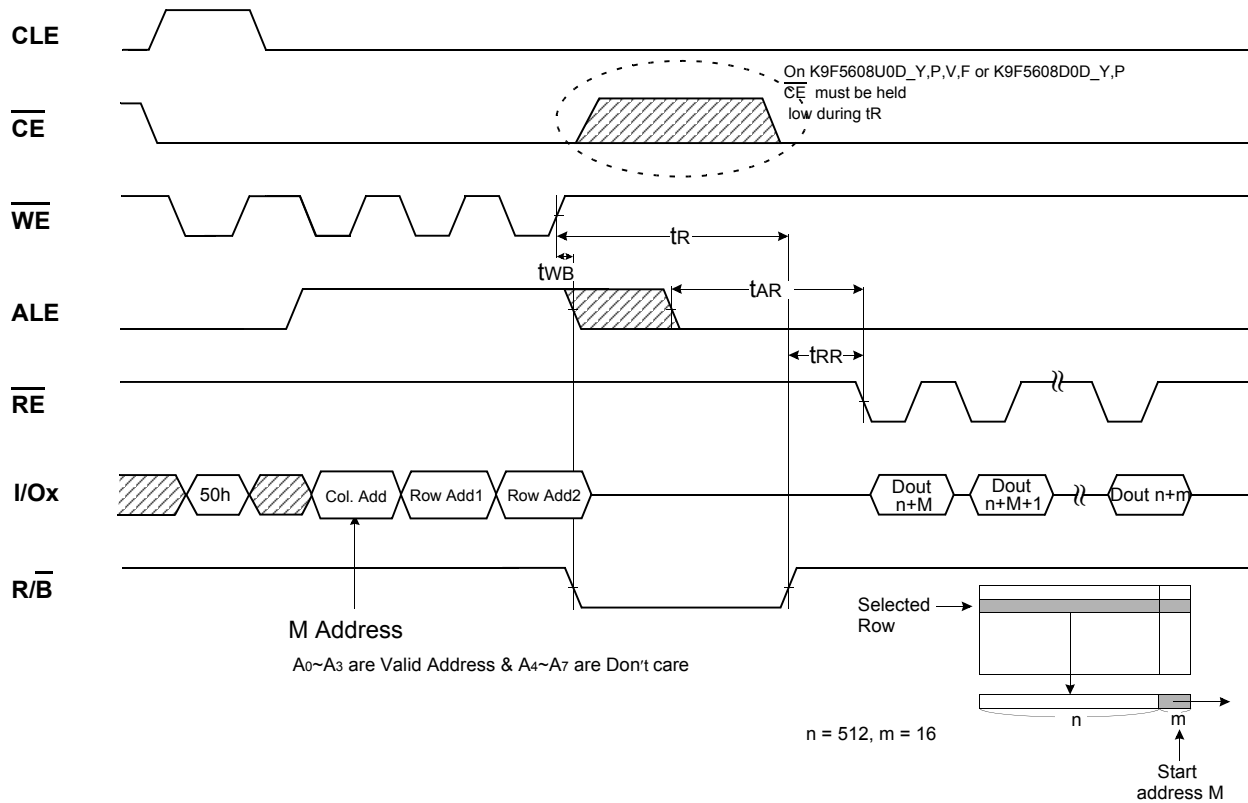 CLE
On K9F5608U0D_Y,P,V,F or K9F5608D0D_Y,P
CE must be held
low during tR
CE
WE
tR
tWB
tAR
ALE
tRR
RE
I/Ox
50h
Col. Add
Row Add1
Row Add2
Dout
n+M
Dout
n+M+1
Dout n+m
R/B
Selected
Row
M Address
A0~A3 are Valid Address & A4~A7 are Don't care
n
m
n = 512, m = 16
Start
address M